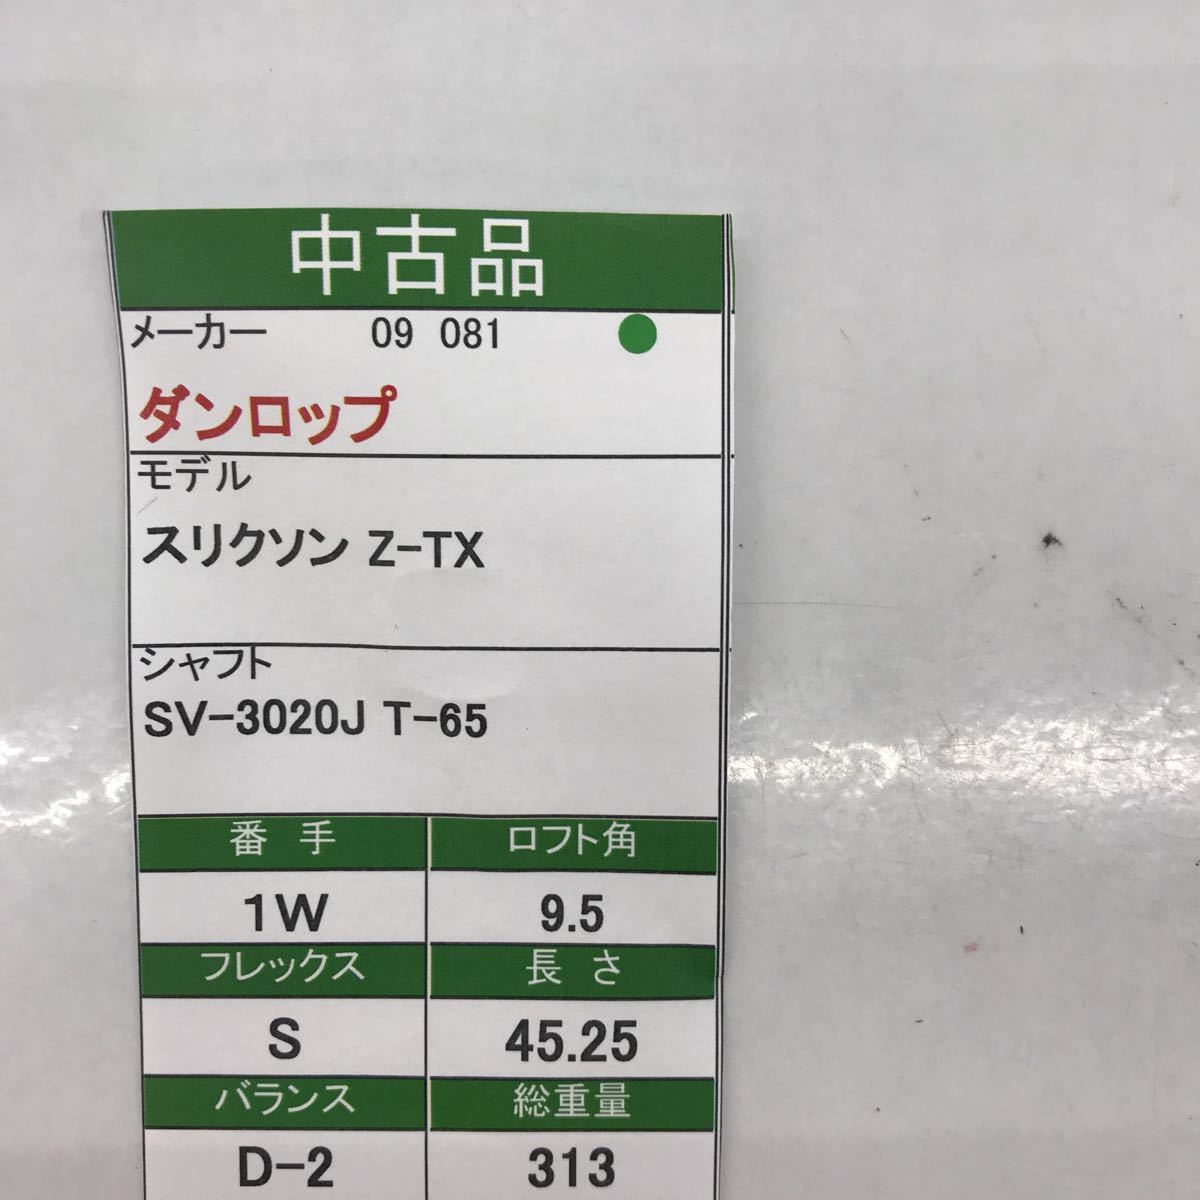 中古品
メーカー 09 081
ダンロップ
モデル
スリクソン Z-TX
シャフト
SV-3020J T-65
番手 ロフト角
1W 9.5
フレックス 長さ
S 45.25
バランス 総重量
D-2 313